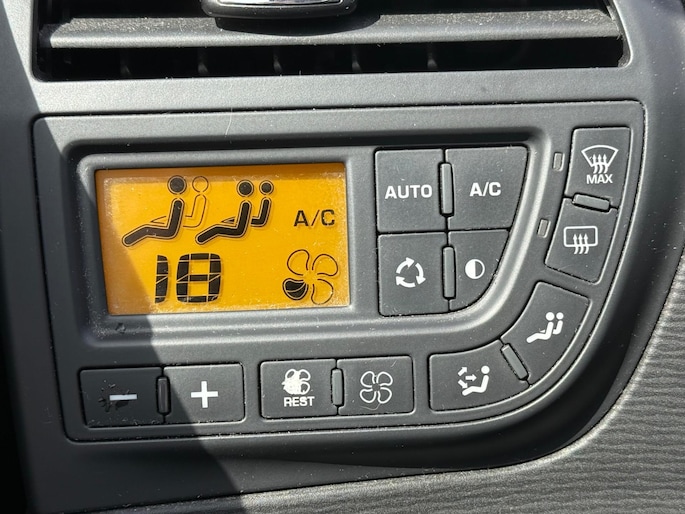 MAX
AUTO A/C
A/C
18
− +
REST